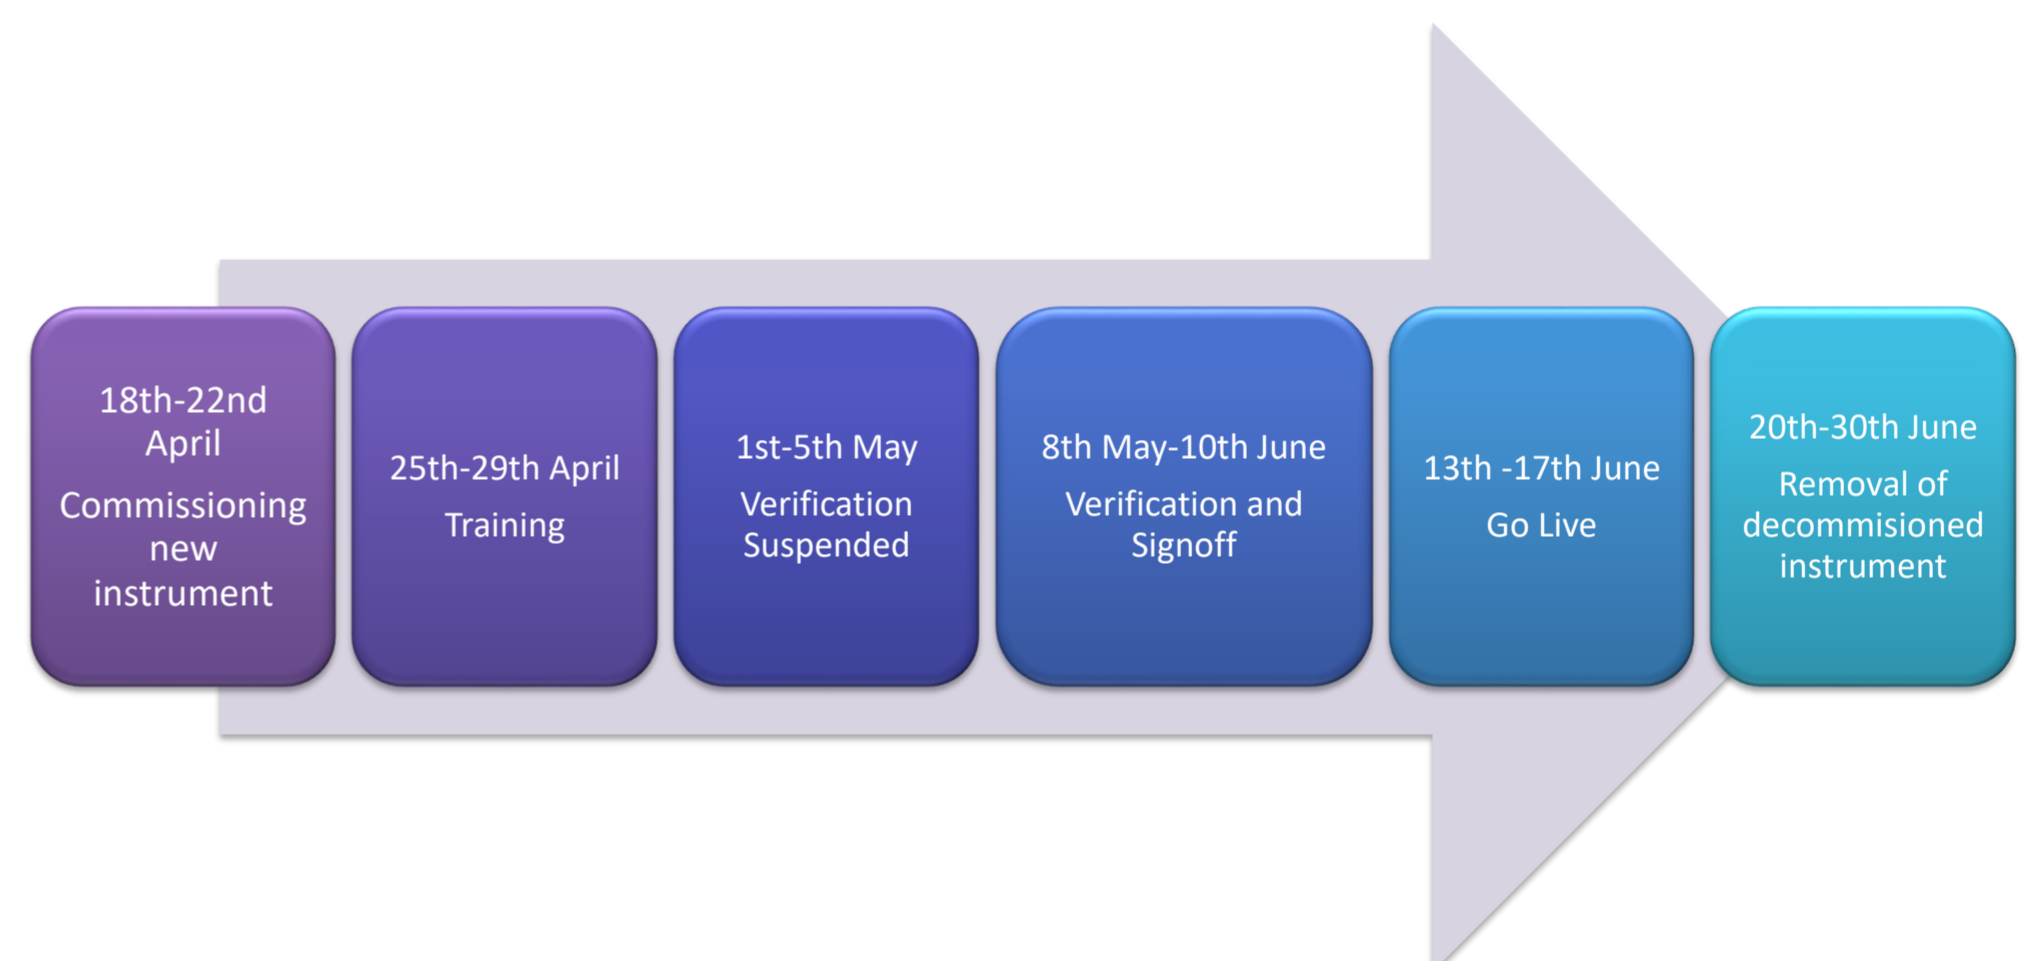 18th-22nd
April
Commissioning
new
instrument
25th-29th April
Training
1st-5th May
Verification
Suspended
8th May-10th June
Verification and
Signoff
13th -17th June
Go Live
20th-30th June
Removal of
decommisioned
instrument